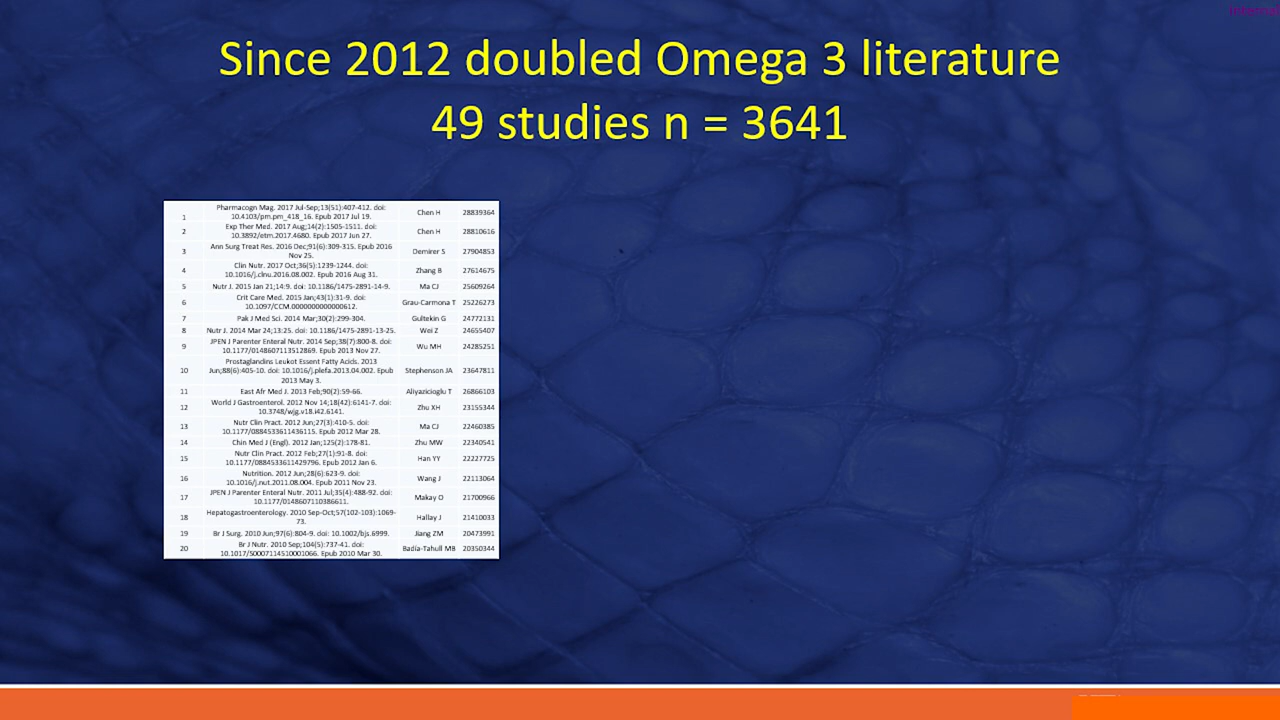 Internal
Since 2012 doubled Omega 3 literature
49 studies n = 3641
1 Pharmacogn Mag. 2017 Jul-Sep;13(51):407-412. doi:
10.4103/pm.pm_418_16. Epub 2017 Jul 19. Chen H 28839364
2 Exp Ther Med. 2017 Aug;14(2):1505-1511. doi:
10.3892/etm.2017.4680. Epub 2017 Jun 27. Chen H 28810616
3 Ann Surg Treat Res. 2016 Dec;91(6):309-315. Epub 2016
Nov 25. Demirer S 27904853
4 Clin Nutr. 2017 Oct;36(5):1239-1244. doi:
10.1016/j.clnu.2016.08.002. Epub 2016 Aug 31. Zhang B 27614675
5 Nutr J. 2015 Jan 21;14:9. doi: 10.1186/1475-2891-14-9. Ma CJ 25609264
6 Crit Care Med. 2015 Jan;43(1):31-9. doi:
10.1097/CCM.0000000000000612. Grau-Carmona T 25226273
7 Pak J Med Sci. 2014 Mar;30(2):299-304. Gultekin G 24772131
8 Nutr J. 2014 Mar 24;13:25. doi: 10.1186/1475-2891-13-25. Wei Z 24655407
9 JPEN J Parenter Enteral Nutr. 2014 Sep;38(7):800-8. doi:
10.1177/0148607113512869. Epub 2013 Nov 27. Wu MH 24285251
10 Prostaglandins Leukot Essent Fatty Acids. 2013
Jun;88(6):405-10. doi: 10.1016/j.plefa.2013.04.002. Epub
2013 May 3. Stephenson JA 23647811
11 East Afr Med J. 2013 Feb;90(2):59-66. Aliyazicioglu T 26866103
12 World J Gastroenterol. 2012 Nov 14;18(42):6141-7. doi:
10.3748/wjg.v18.i42.6141. Zhu XH 23155344
13 Nutr Clin Pract. 2012 Jun;27(3):410-5. doi:
10.1177/0884533611436115. Epub 2012 Mar 28. Ma CJ 22460385
14 Chin Med J (Engl). 2012 Jan;125(2):178-81. Zhu MW 22340541
15 Nutr Clin Pract. 2012 Feb;27(1):91-8. doi:
10.1177/0884533611429796. Epub 2012 Jan 6. Han YY 22227725
16 Nutrition. 2012 Jun;28(6):623-9. doi:
10.1016/j.nut.2011.08.004. Epub 2011 Nov 23. Wang J 22113064
17 JPEN J Parenter Enteral Nutr. 2011 Jul;35(4):488-92. doi:
10.1177/0148607110386611. Makay O 21700966
18 Hepatogastroenterology. 2010 Sep-Oct;57(102-103):1069-
73. Hallay J 21410033
19 Br J Surg. 2010 Jun;97(6):804-9. doi: 10.1002/bjs.6999. Jiang ZM 20473991
20 Br J Nutr. 2010 Sep;104(5):737-41. doi:
10.1017/S0007114510001066. Epub 2010 Mar 30. Badía-Tahull MB 20350344